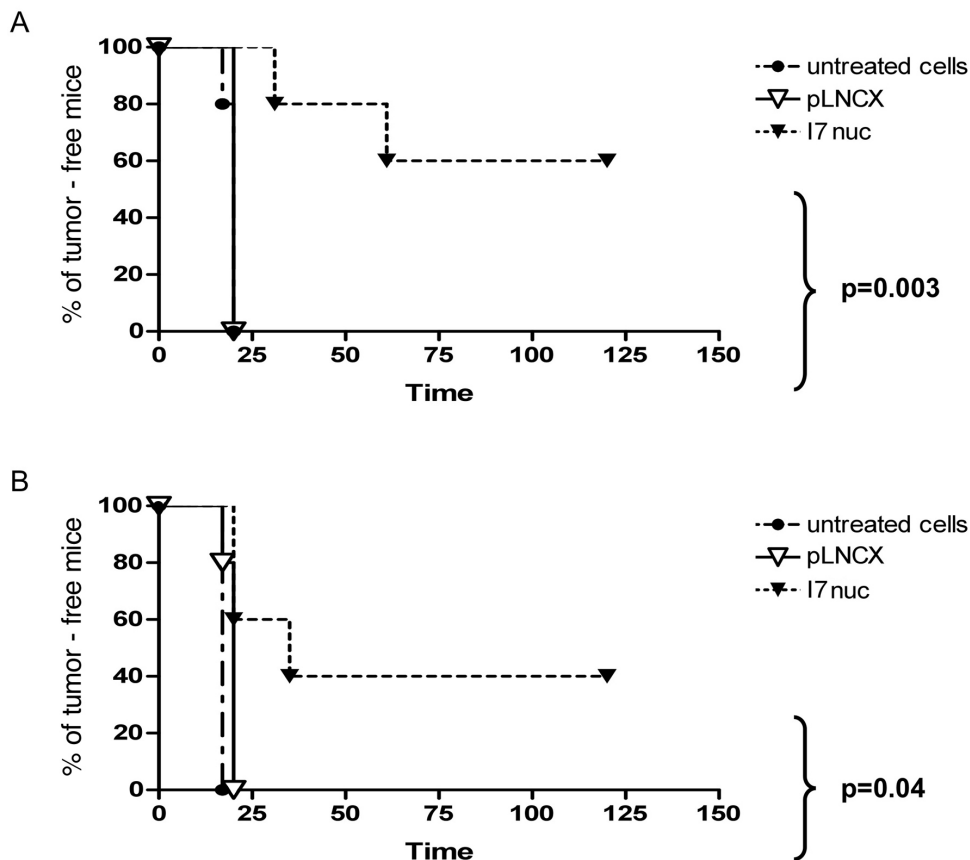 A
% of tumor - free mice
100
80
60
40
20
0
0 25 50 75 100 125 150
Time
untreated cells
pLNCX
I7 nuc
p=0.003
B
% of tumor - free mice
100
80
60
40
20
0
0 25 50 75 100 125 150
Time
untreated cells
pLNCX
I7 nuc
p=0.04